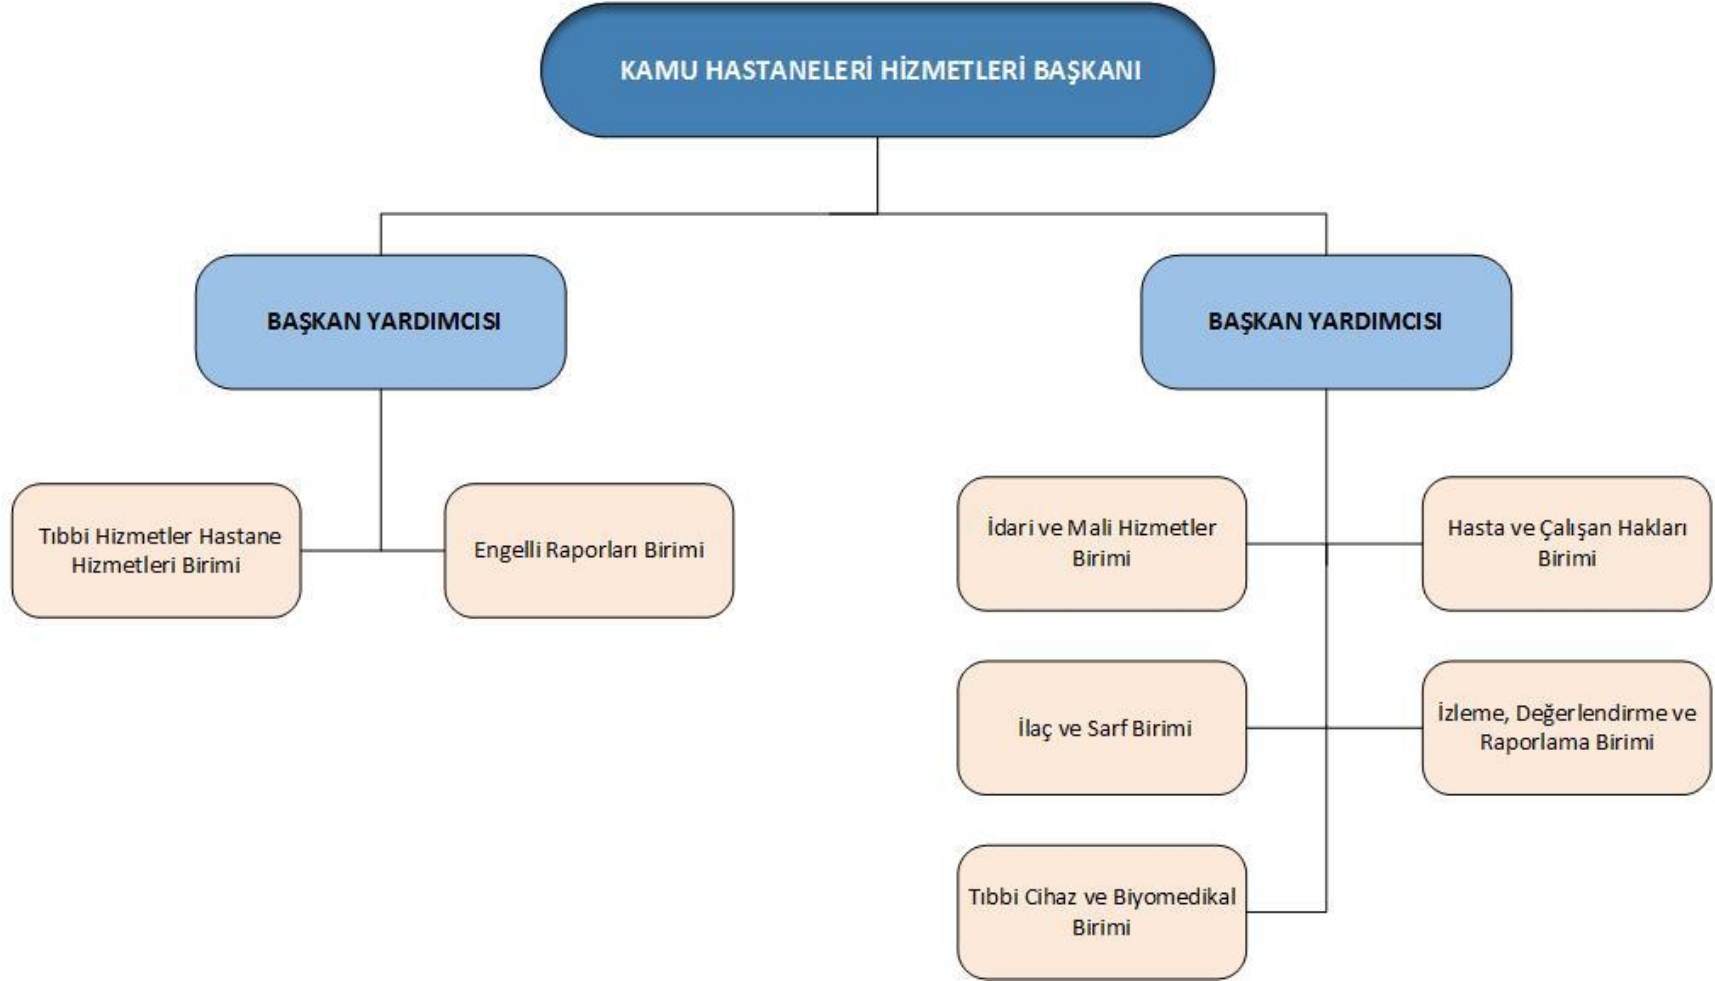 KAMU HASTANELERİ HİZMETLERİ BAŞKANI
BAŞKAN YARDIMCISI
BAŞKAN YARDIMCISI
Tıbbi Hizmetler Hastane
Hizmetleri Birimi
Engelli Raporları Birimi
İdari ve Mali Hizmetler
Birimi
Hasta ve Çalışan Hakları
Birimi
İlaç ve Sarf Birimi
İzleme, Değerlendirme ve
Raporlama Birimi
Tıbbi Cihaz ve Biyomedikal
Birimi